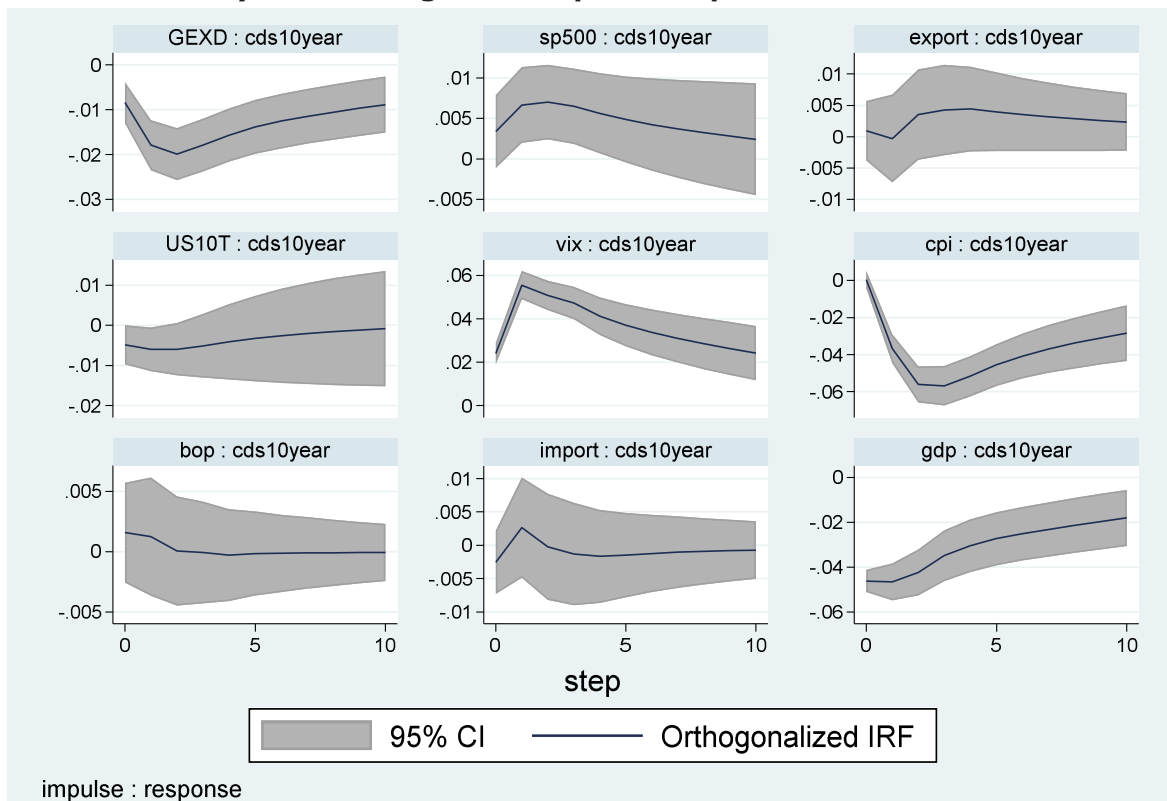 GEXD : cds10year
sp500 : cds10year
export : cds10year
0
-.01
-.02
-.03
.01
.005
0
-.005
.01
.005
0
-.005
-.01
US10T : cds10year
vix : cds10year
cpi : cds10year
.01
0
-.01
-.02
.06
.04
.02
0
0
-.02
-.04
-.06
bop : cds10year
import : cds10year
gdp : cds10year
.005
0
-.005
.01
.005
0
-.005
-.01
0
-.02
-.04
-.06
0 5 10
0 5 10
0 5 10
step
95% CI Orthogonalized IRF
impulse : response